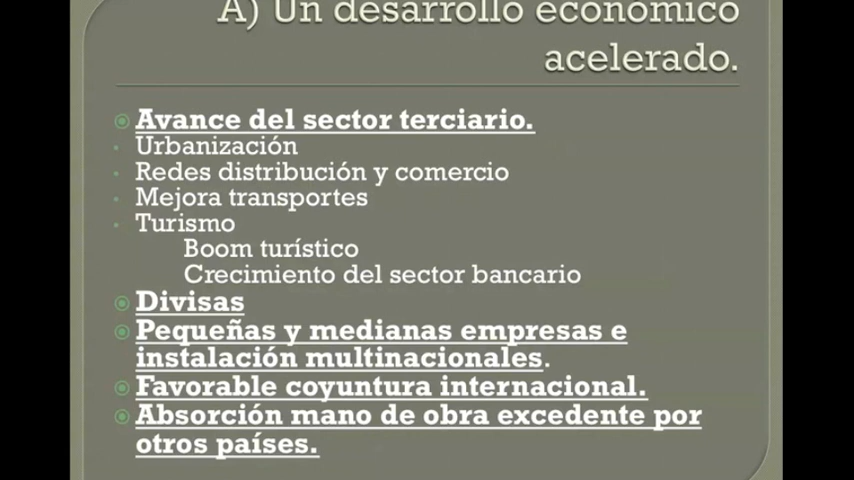 A) Un desarrollo económico
acelerado.
Avance del sector terciario.
Urbanización
Redes distribución y comercio
Mejora transportes
Turismo
Boom turístico
Crecimiento del sector bancario
Divisas
Pequeñas y medianas empresas e
instalación multinacionales.
Favorable coyuntura internacional.
Absorción mano de obra excedente por
otros países.